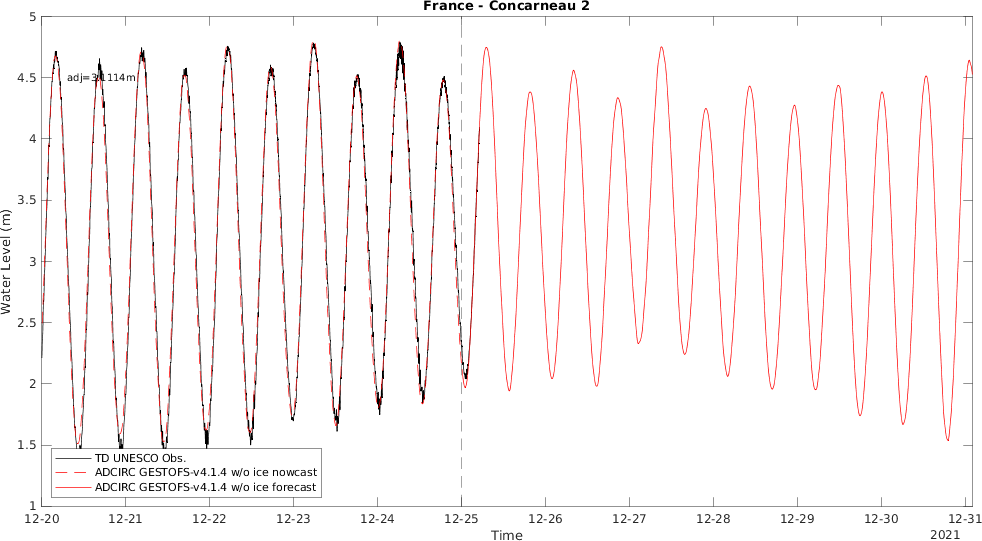 France - Concarneau 2
5
4.5
4
3.5
3
2.5
2
1.5
1
Water Level (m)
adj=3.1114m
TD UNESCO Obs.
ADCIRC GESTOFS-v4.1.4 w/o ice nowcast
ADCIRC GESTOFS-v4.1.4 w/o ice forecast
12-20 12-21 12-22 12-23 12-24 12-25 12-26 12-27 12-28 12-29 12-30 12-31
Time
2021